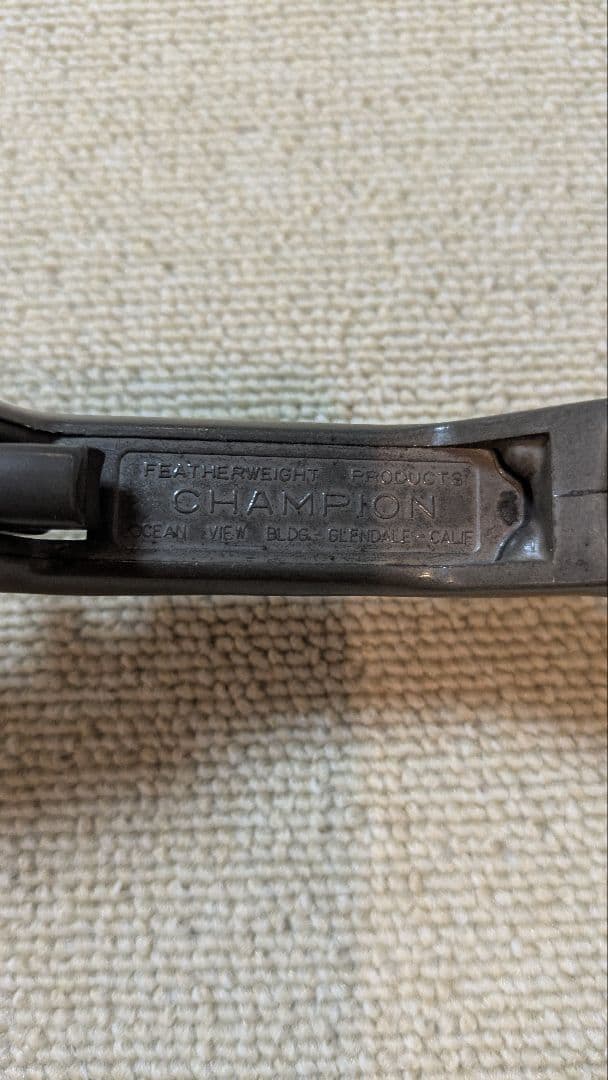 FEATHERWEIGHT PRODUCTS
CHAMPION
OCEAN VIEW BLDG. GLENDALE - CALIF